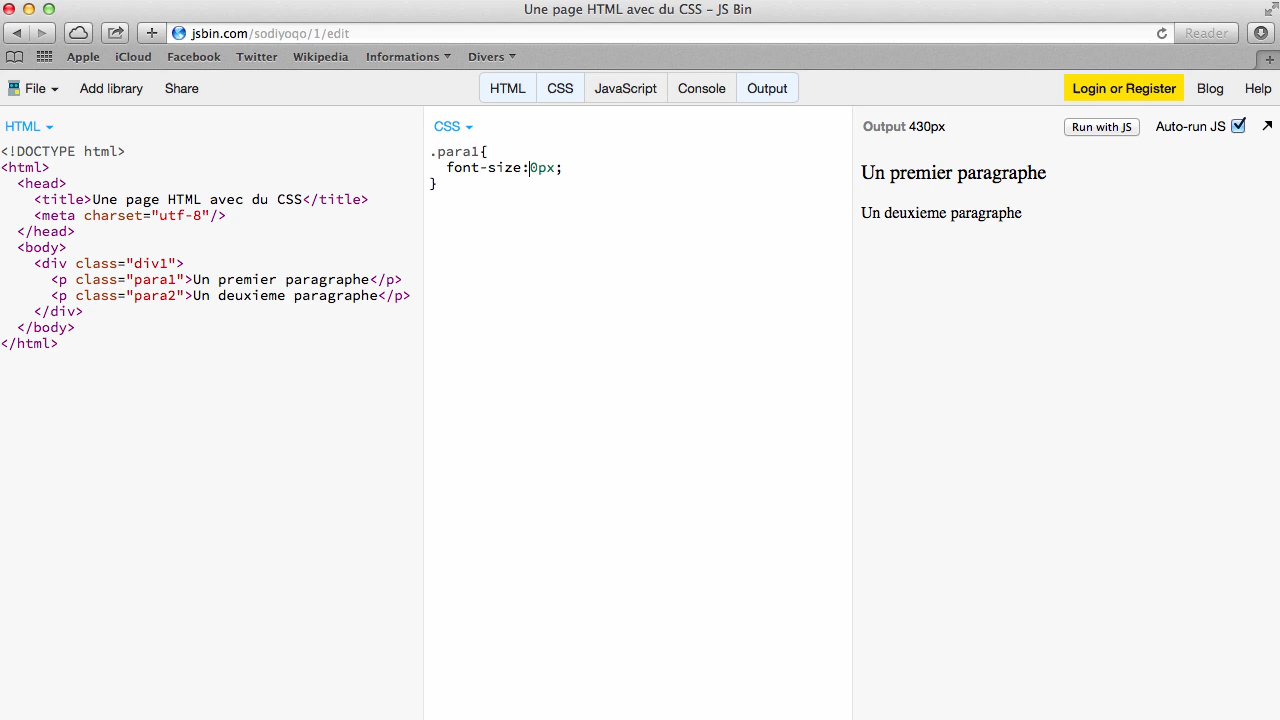 Une page HTML avec du CSS – JS Bin
jsbin.com/sodiyoqo/1/edit
Reader
Apple iCloud Facebook Twitter Wikipedia Informations Divers
File Add library Share HTML CSS JavaScript Console Output Login or Register Blog Help
HTML
<!DOCTYPE html>
<html>
  <head>
    <title>Une page HTML avec du CSS</title>
    <meta charset="utf-8"/>
  </head>
  <body>
    <div class="div1">
      <p class="para1">Un premier paragraphe</p>
      <p class="para2">Un deuxieme paragraphe</p>
    </div>
  </body>
</html>
CSS
.para1{
  font-size:0px;
}
Output 430px Run with JS Auto-run JS
Un premier paragraphe
Un deuxieme paragraphe